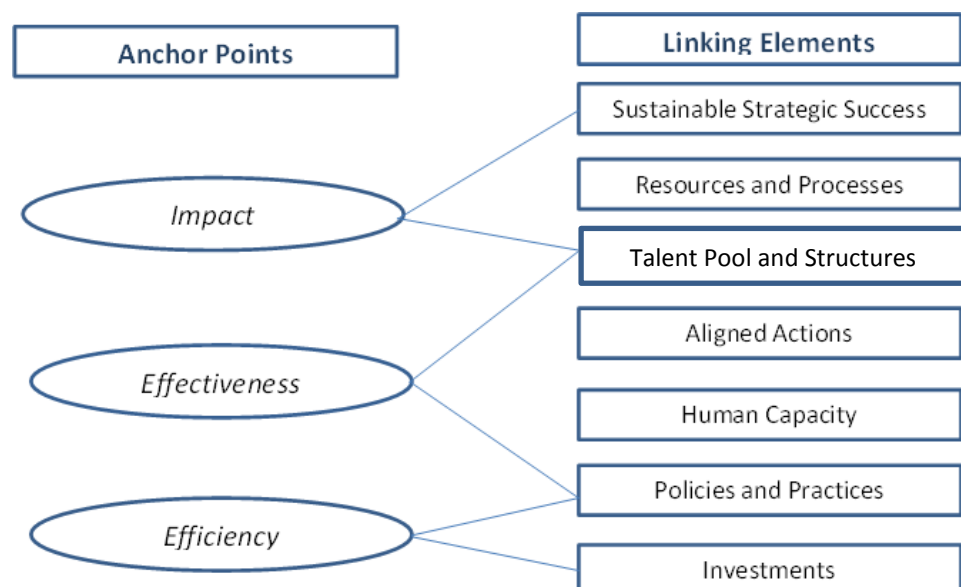 Anchor Points
Linking Elements
Sustainable Strategic Success
Resources and Processes
Impact
Talent Pool and Structures
Aligned Actions
Effectiveness
Human Capacity
Policies and Practices
Efficiency
Investments